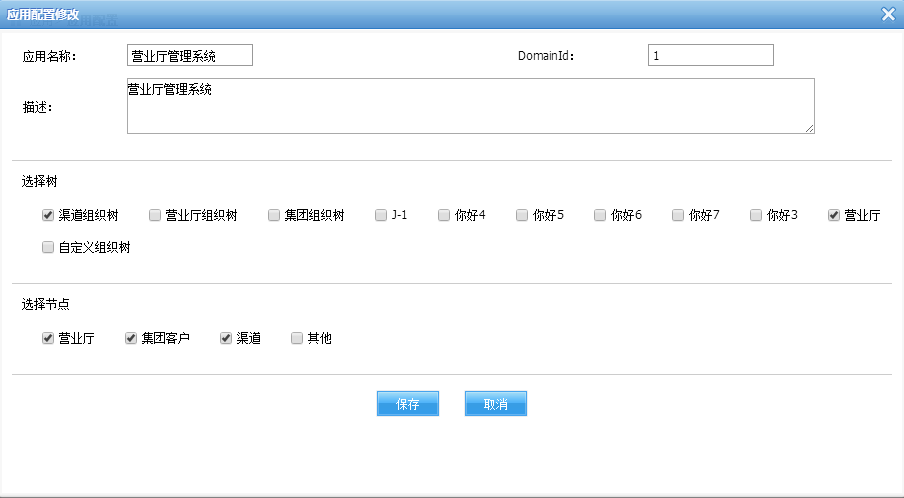 应用配置修改
应用名称： 营业厅管理系统 DomainId： 1
描述： 营业厅管理系统
选择树
渠道组织树 营业厅组织树 集团组织树 J-1 你好4 你好5 你好6 你好7 你好3 营业厅
自定义组织树
选择节点
营业厅 集团客户 渠道 其他
保存 取消